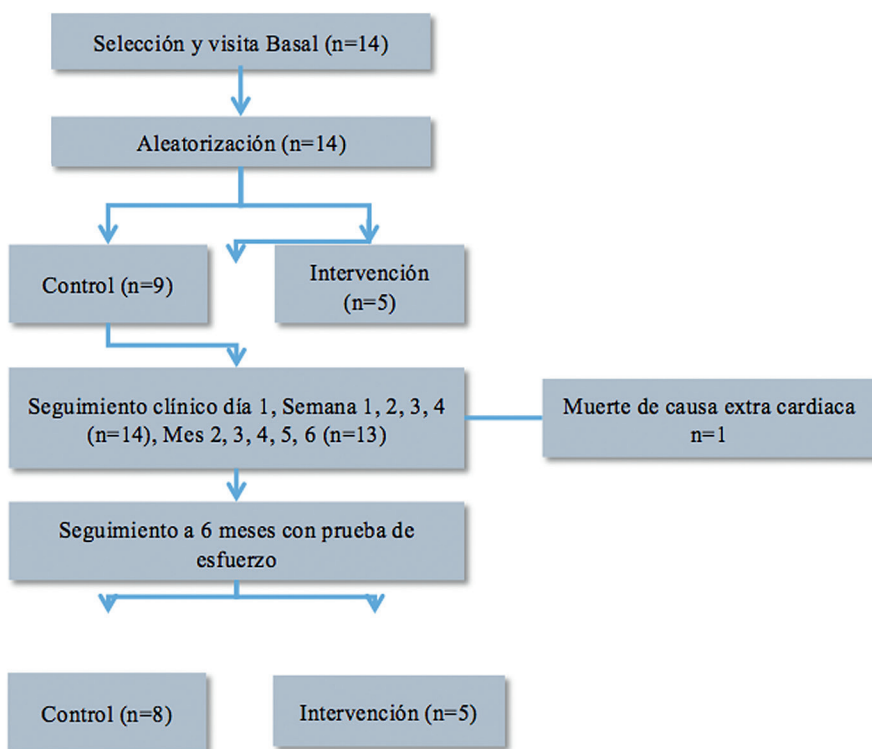 Selección y visita Basal (n=14)
Aleatorización (n=14)
Control (n=9)
Intervención
(n=5)
Seguimiento clínico día 1, Semana 1, 2, 3, 4
(n=14), Mes 2, 3, 4, 5, 6 (n=13)
Muerte de causa extra cardiaca
n=1
Seguimiento a 6 meses con prueba de
esfuerzo
Control (n=8)
Intervención (n=5)